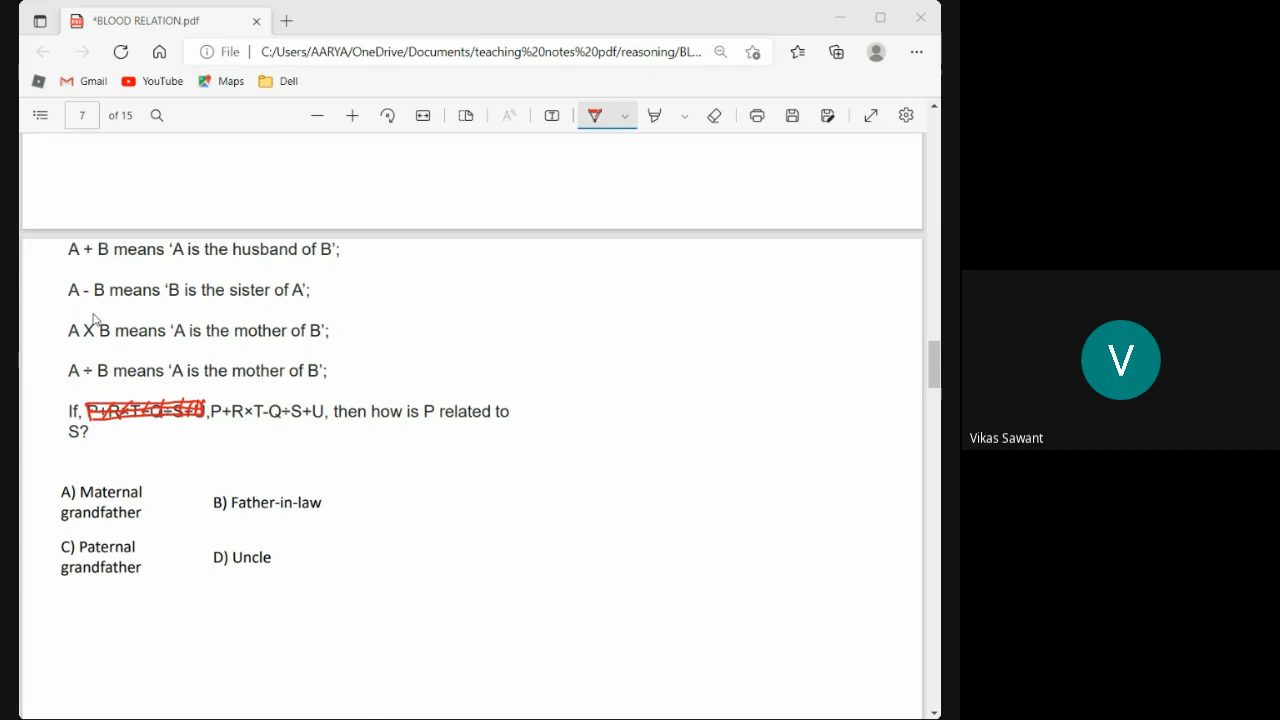 *BLOOD RELATION.pdf
File C:/Users/AARYA/OneDrive/Documents/teaching%20notes%20pdf/reasoning/BL...
Gmail YouTube Maps Dell
7 of 15
A + B means ‘A is the husband of B’;
A - B means ‘B is the sister of A’;
A X B means ‘A is the mother of B’;
A ÷ B means ‘A is the mother of B’;
If, P+R×T-Q÷S+U,P+R×T-Q÷S+U, then how is P related to
S?
A) Maternal
grandfather
B) Father-in-law
C) Paternal
grandfather
D) Uncle
V
Vikas Sawant